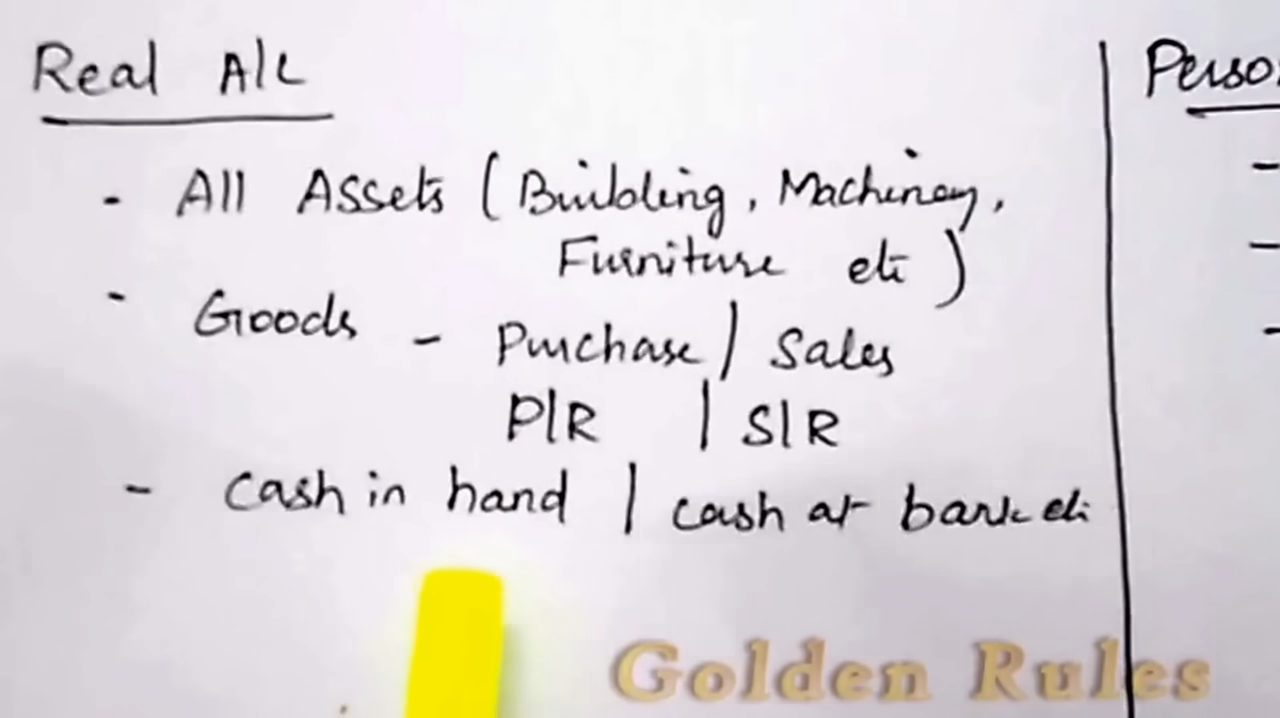 Real A/c
- All Assets (Building, Machinery,
Furniture etc)
- Goods - Purchase / Sales
P/R / S/R
- Cash in hand / cash at bank etc
Perso
-
-
-
Golden Rules